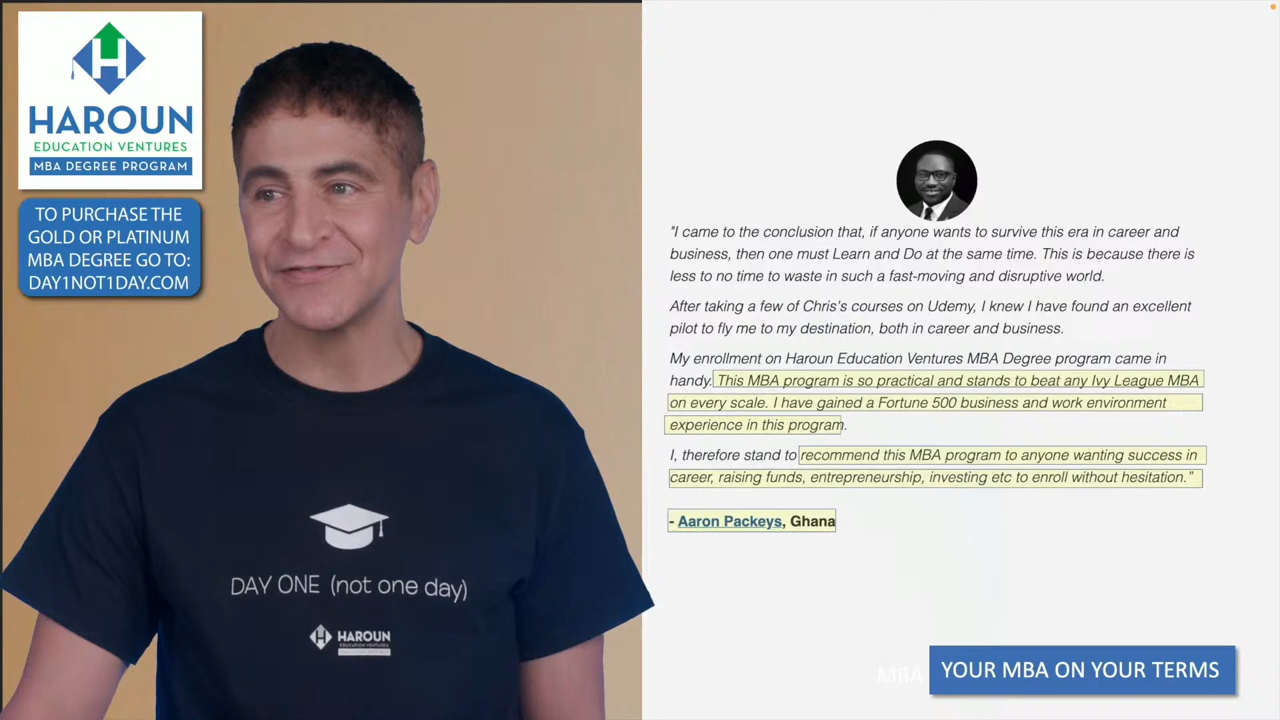 HAROUN
EDUCATION VENTURES
MBA DEGREE PROGRAM
TO PURCHASE THE
GOLD OR PLATINUM
MBA DEGREE GO TO:
DAY1NOT1DAY.COM
DAY ONE (not one day)
HAROUN
EDUCATION VENTURES
"I came to the conclusion that, if anyone wants to survive this era in career and
business, then one must Learn and Do at the same time. This is because there is
less to no time to waste in such a fast-moving and disruptive world.
After taking a few of Chris's courses on Udemy, I knew I have found an excellent
pilot to fly me to my destination, both in career and business.
My enrollment on Haroun Education Ventures MBA Degree program came in
handy. This MBA program is so practical and stands to beat any Ivy League MBA
on every scale. I have gained a Fortune 500 business and work environment
experience in this program.
I, therefore stand to recommend this MBA program to anyone wanting success in
career, raising funds, entrepreneurship, investing etc to enroll without hesitation."
- Aaron Packeys, Ghana
MBA
YOUR MBA ON YOUR TERMS